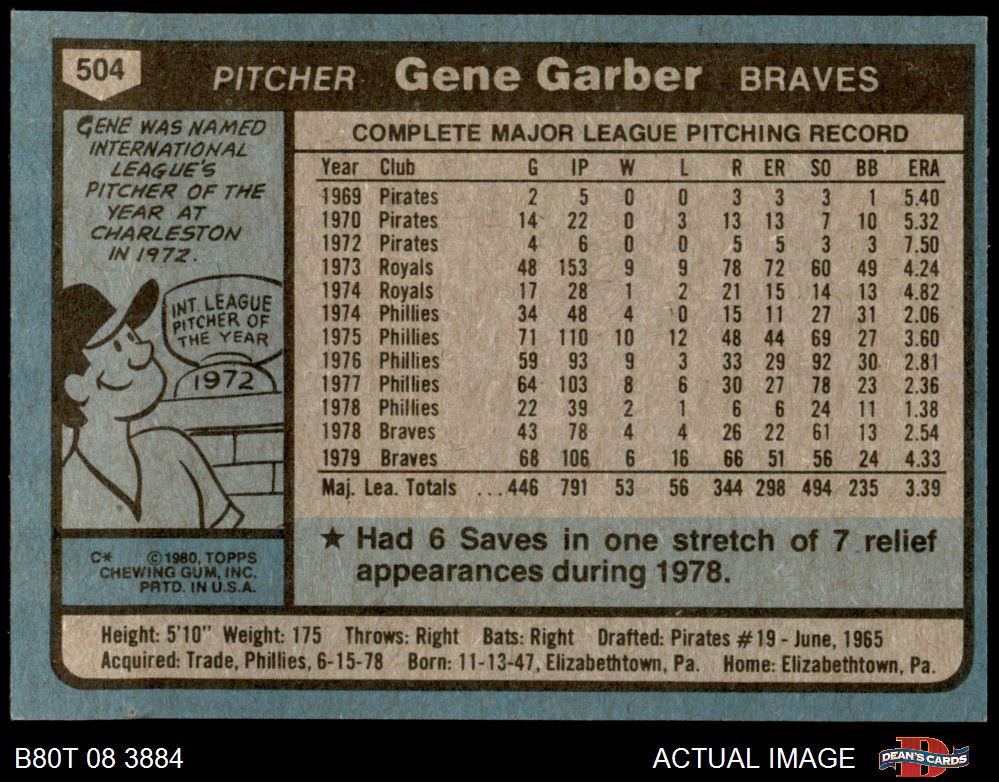 504
PITCHER Gene Garber BRAVES
GENE WAS NAMED
INTERNATIONAL
LEAGUE'S
PITCHER OF THE
YEAR AT
CHARLESTON
IN 1972.
INT. LEAGUE
PITCHER OF
THE YEAR
1972
C* ©1980, TOPPS
CHEWING GUM, INC.
PRTD. IN U.S.A.
COMPLETE MAJOR LEAGUE PITCHING RECORD
Year Club G IP W L R ER SO BB ERA
1969 Pirates 2 5 0 0 3 3 3 1 5.40
1970 Pirates 14 22 0 3 13 13 7 10 5.32
1972 Pirates 4 6 0 0 5 5 3 3 7.50
1973 Royals 48 153 9 9 78 72 60 49 4.24
1974 Royals 17 28 1 2 21 15 14 13 4.82
1974 Phillies 34 48 4 0 15 11 27 31 2.06
1975 Phillies 71 110 10 12 48 44 69 27 3.60
1976 Phillies 59 93 9 3 33 29 92 30 2.81
1977 Phillies 64 103 8 6 30 27 78 23 2.36
1978 Phillies 22 39 2 1 6 6 24 11 1.38
1978 Braves 43 78 4 4 26 22 61 13 2.54
1979 Braves 68 106 6 16 66 51 56 24 4.33
Maj. Lea. Totals ...446 791 53 56 344 298 494 235 3.39
★ Had 6 Saves in one stretch of 7 relief
appearances during 1978.
Height: 5'10" Weight: 175 Throws: Right Bats: Right Drafted: Pirates #19 - June, 1965
Acquired: Trade, Phillies, 6-15-78 Born: 11-13-47, Elizabethtown, Pa. Home: Elizabethtown, Pa.
B80T 08 3884
ACTUAL IMAGE
DEAN'S CARDS